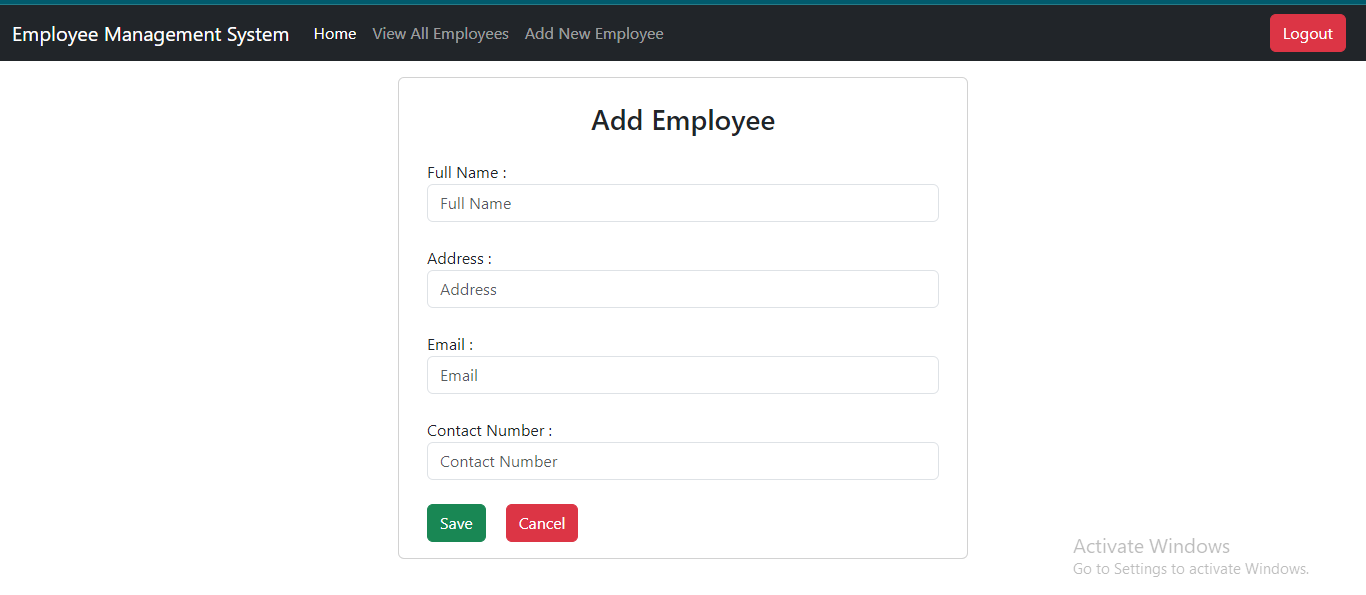 Employee Management System Home View All Employees Add New Employee Logout
Add Employee
Full Name :
Full Name
Address :
Address
Email :
Email
Contact Number :
Contact Number
Save Cancel
Activate Windows
Go to Settings to activate Windows.